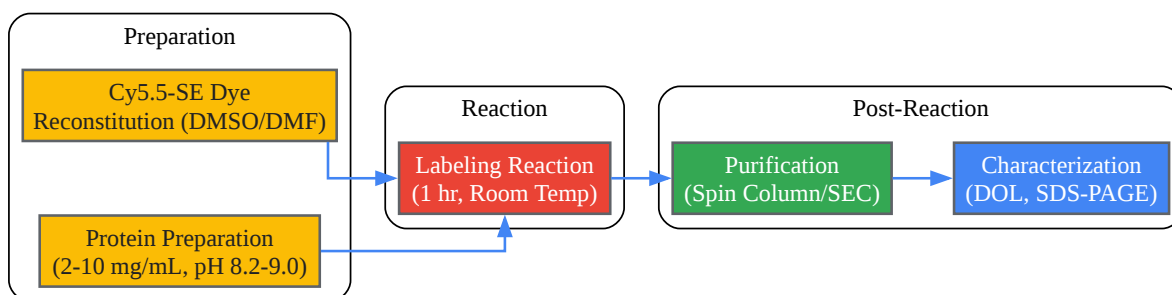 Preparation
Cy5.5-SE Dye
Reconstitution (DMSO/DMF)
Protein Preparation
(2-10 mg/mL, pH 8.2-9.0)
Reaction
Labeling Reaction
(1 hr, Room Temp)
Post-Reaction
Purification
(Spin Column/SEC)
Characterization
(DOL, SDS-PAGE)